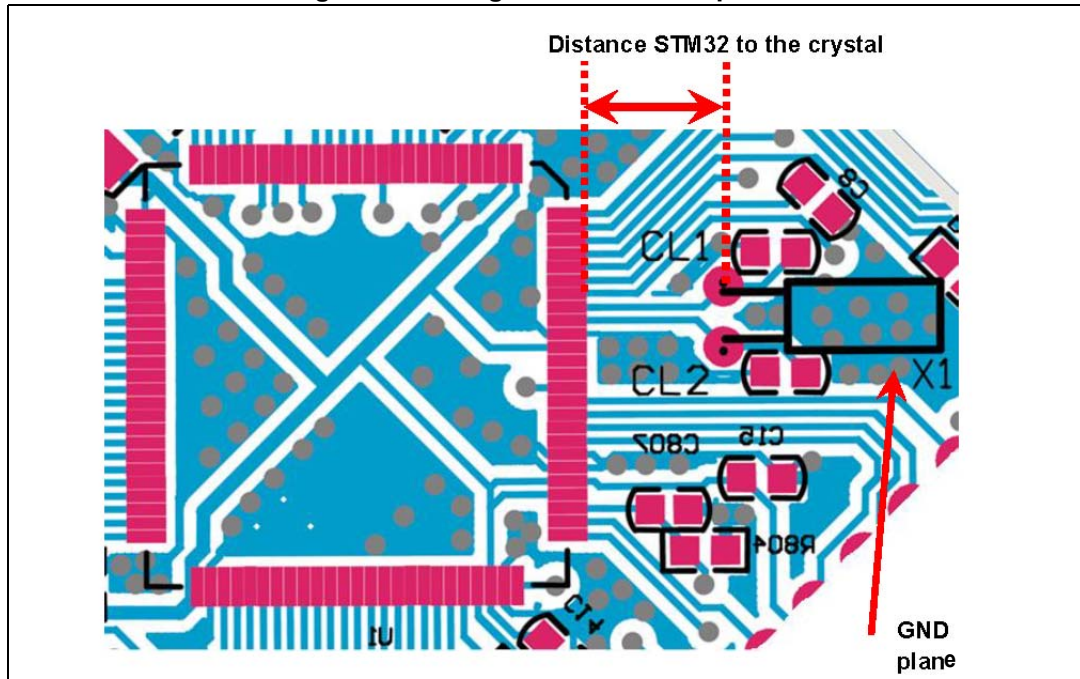 Distance STM32 to the crystal
C8
CL1
CL2
X1
C807
C15
R804
C14
U1
GND
plane